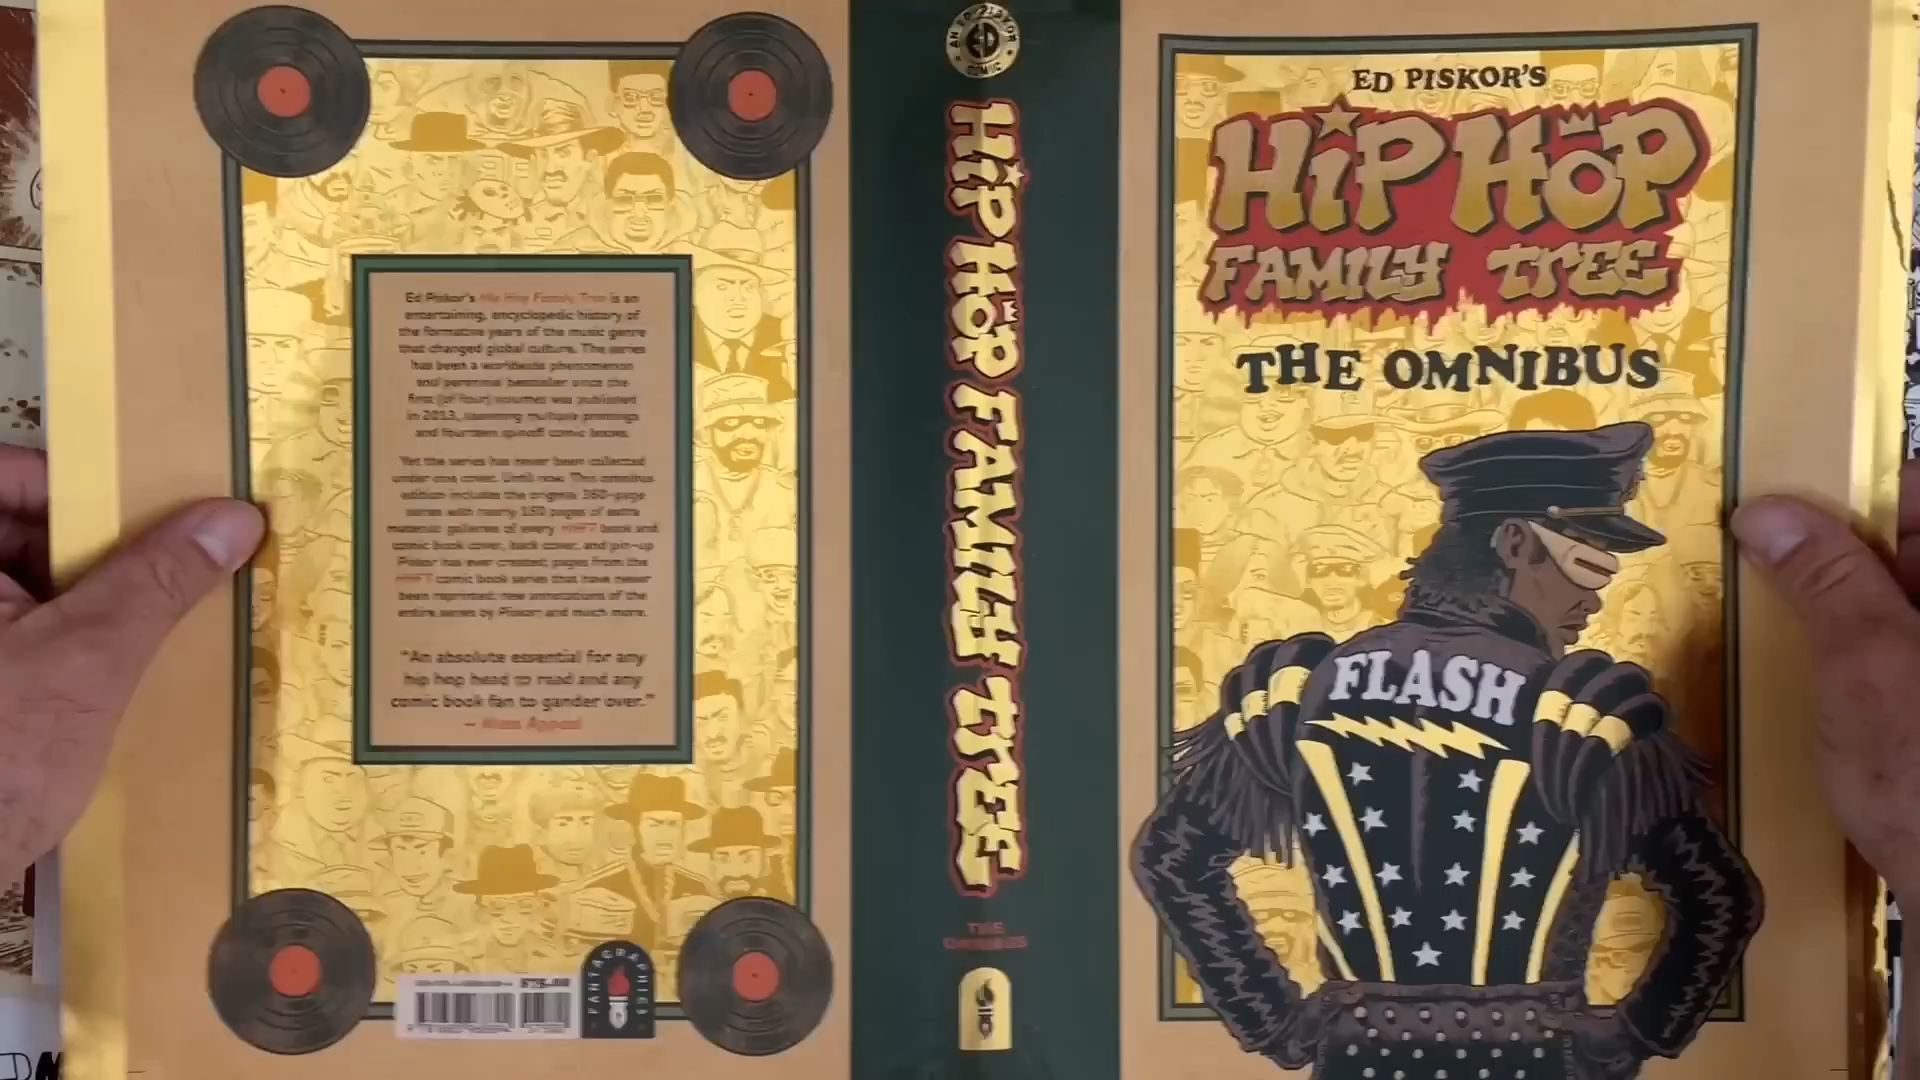 Ed Piskor's Hip Hop Family Tree is an
entertaining, encyclopedic history of
the formative years of the music genre
that changed global culture. The series
has been a worldwide phenomenon
and perennial bestseller since the
first (of four) volumes was published
in 2013, spawning multiple printings
and fourteen spinoff comic books.
Yet the series has never been collected
under one cover. Until now. This omnibus
edition includes the original 360-page
series with nearly 150 pages of extra
material: galleries of every HHFT book and
comic book cover, back cover, and pin-up
Piskor has ever created; pages from the
HHFT comic book series that have never
been reprinted; new annotations of the
entire series by Piskor; and much more.
"An absolute essential for any
hip hop head to read and any
comic book fan to gander over."
— Mass Appeal
FANTAGRAPHICS
AN ED PISKOR
ED
COMIC
HiP HOP FAMILY TREE
THE
OMNIBUS
ED PISKOR'S
HiP HOP
FAMILY TREE
THE OMNIBUS
FLASH